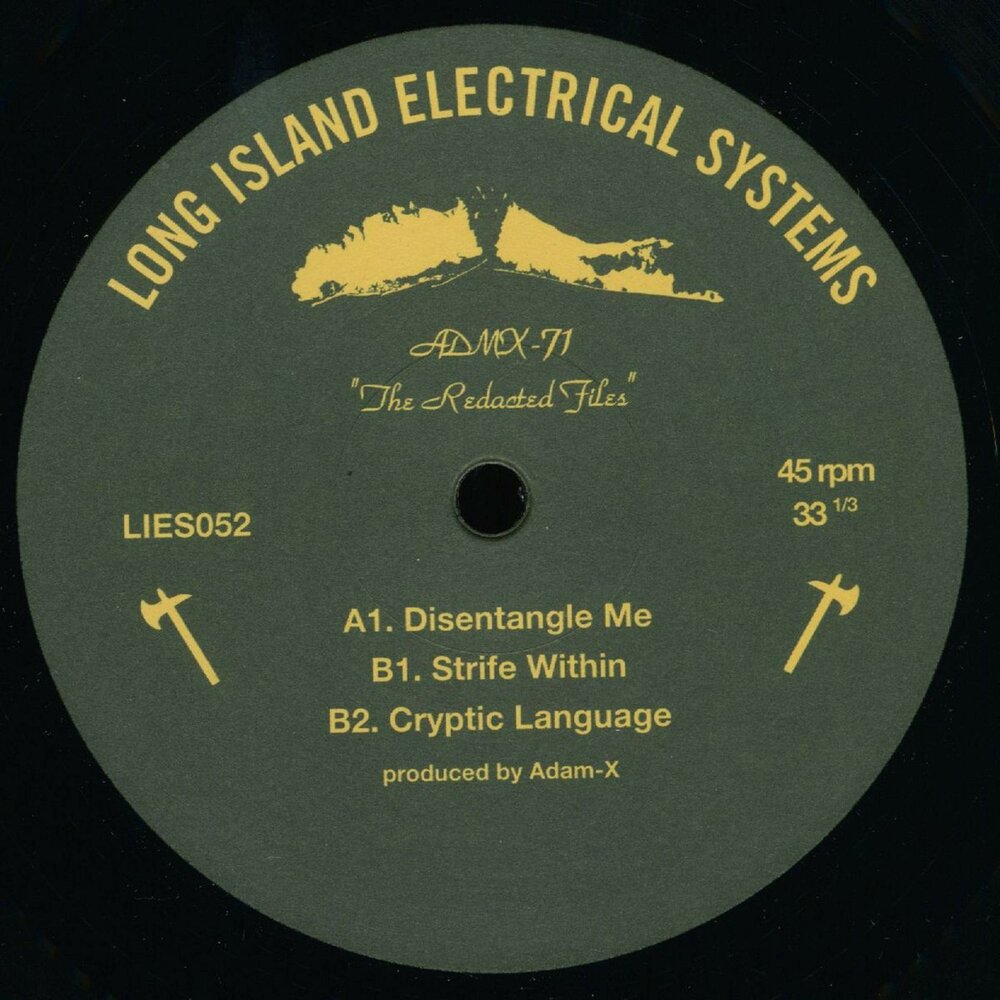 LONG ISLAND ELECTRICAL SYSTEMS
ADMX-71
"The Redacted Files"
45 rpm
33 1/3
LIES052
A1. Disentangle Me
B1. Strife Within
B2. Cryptic Language
produced by Adam-X